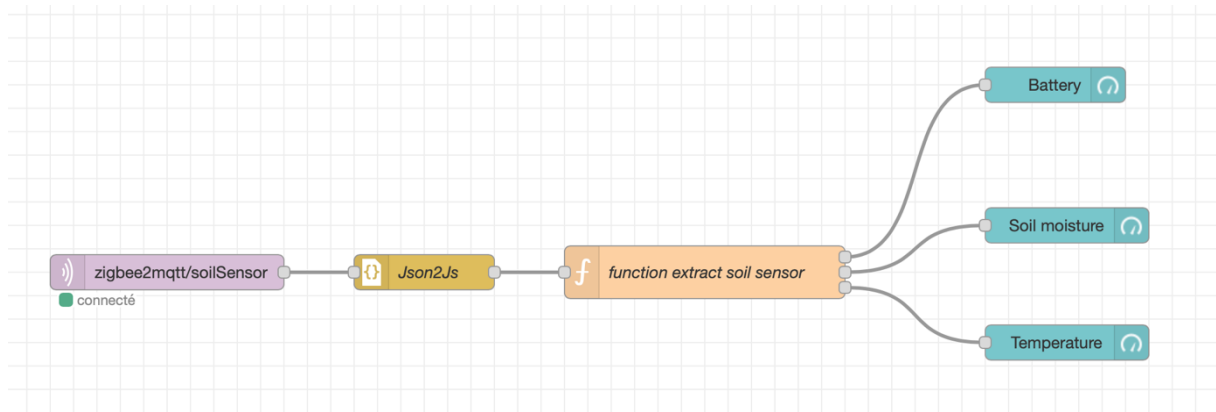 Battery
Soil moisture
zigbee2mqtt/soilSensor
{} Json2Js
f function extract soil sensor
connecté
Temperature